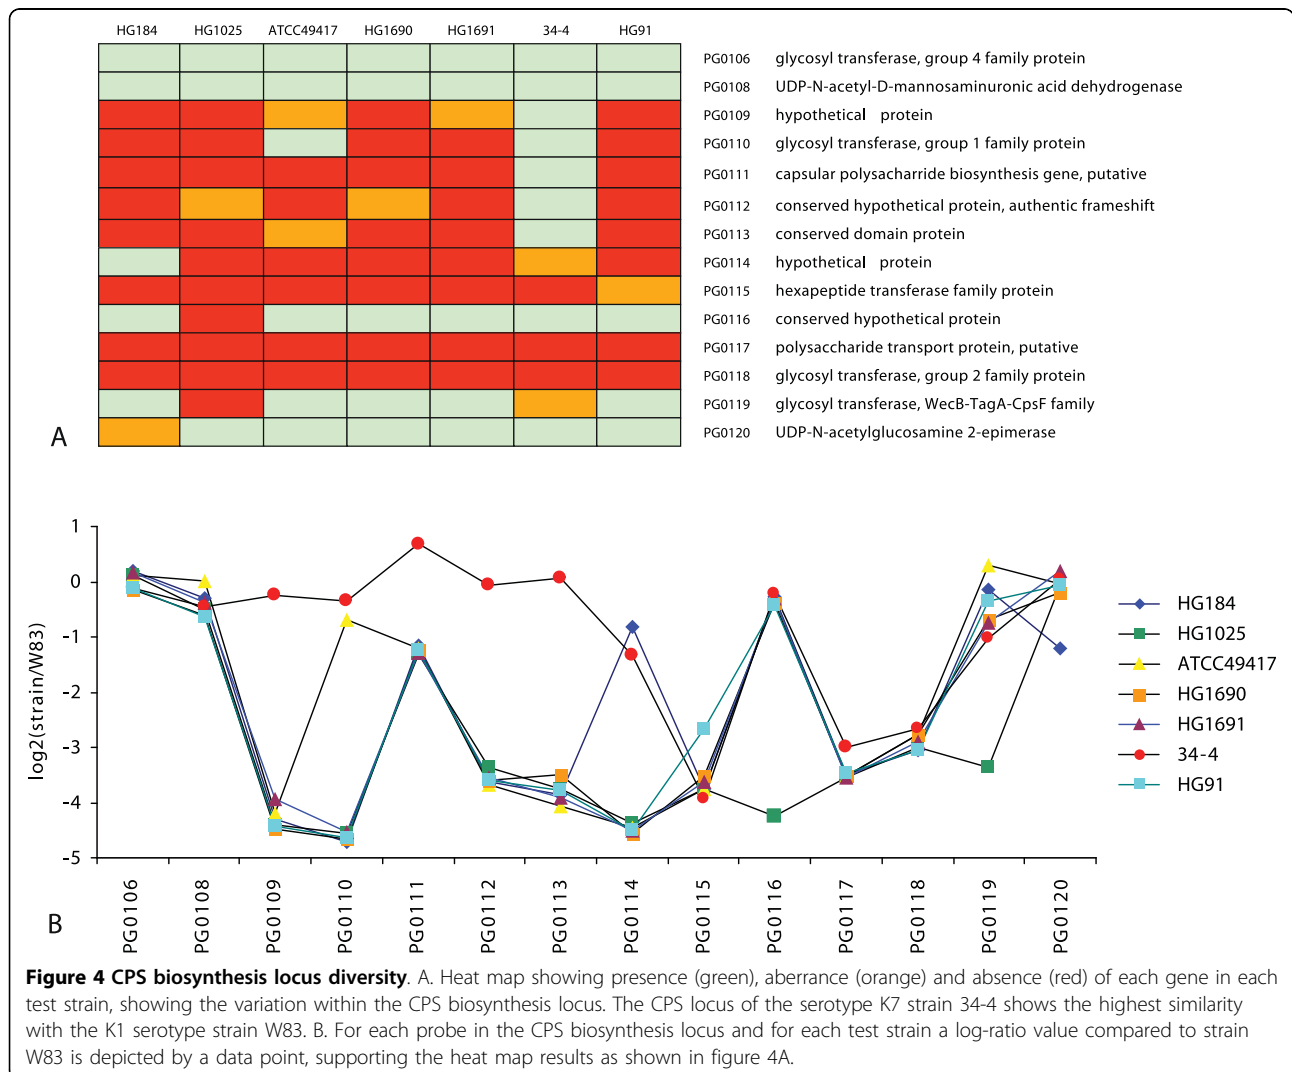 HG184 HG1025 ATCC49417 HG1690 HG1691 34-4 HG91
PG0106 glycosyl transferase, group 4 family protein
PG0108 UDP-N-acetyl-D-mannosaminuronic acid dehydrogenase
PG0109 hypothetical protein
PG0110 glycosyl transferase, group 1 family protein
PG0111 capsular polysacharride biosynthesis gene, putative
PG0112 conserved hypothetical protein, authentic frameshift
PG0113 conserved domain protein
PG0114 hypothetical protein
PG0115 hexapeptide transferase family protein
PG0116 conserved hypothetical protein
PG0117 polysaccharide transport protein, putative
PG0118 glycosyl transferase, group 2 family protein
PG0119 glycosyl transferase, WecB-TagA-CpsF family
PG0120 UDP-N-acetylglucosamine 2-epimerase
A
log2(strain/W83)
1
0
-1
-2
-3
-4
-5
PG0106 PG0108 PG0109 PG0110 PG0111 PG0112 PG0113 PG0114 PG0115 PG0116 PG0117 PG0118 PG0119 PG0120
HG184
HG1025
ATCC49417
HG1690
HG1691
34-4
HG91
B
Figure 4 CPS biosynthesis locus diversity. A. Heat map showing presence (green), aberrance (orange) and absence (red) of each gene in each
test strain, showing the variation within the CPS biosynthesis locus. The CPS locus of the serotype K7 strain 34-4 shows the highest similarity
with the K1 serotype strain W83. B. For each probe in the CPS biosynthesis locus and for each test strain a log-ratio value compared to strain
W83 is depicted by a data point, supporting the heat map results as shown in figure 4A.